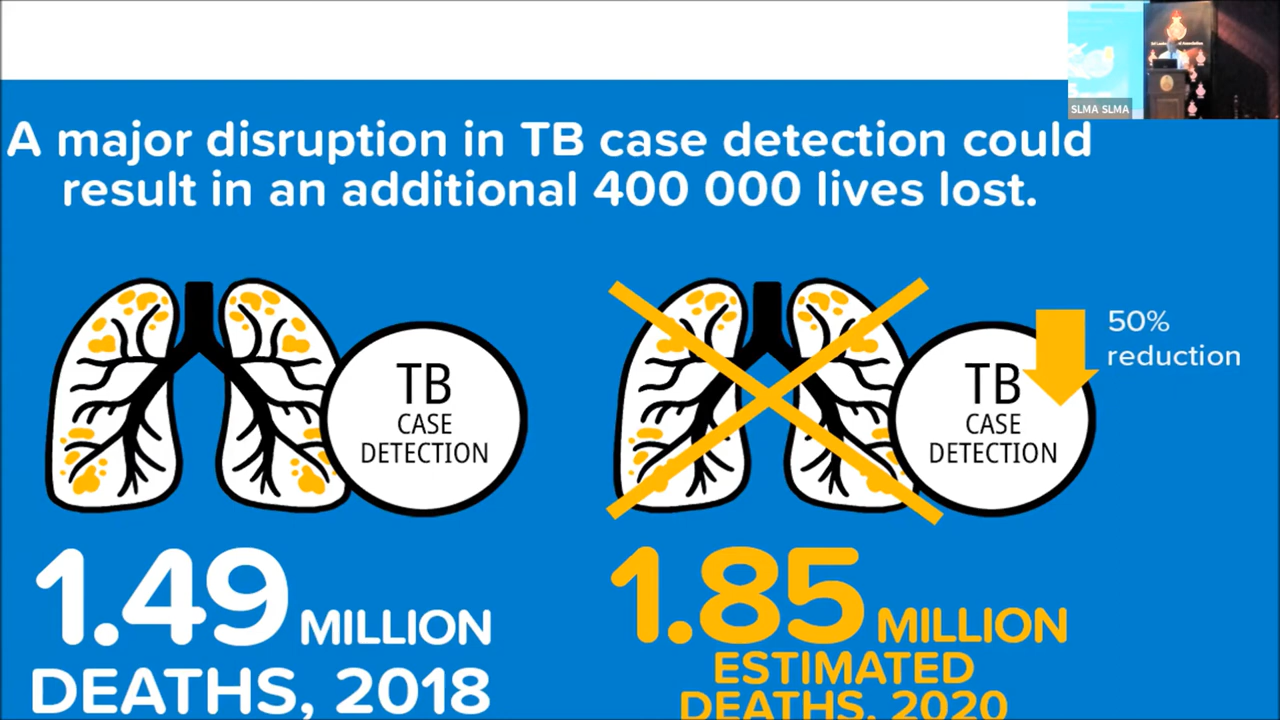 SLMA SLMA
A major disruption in TB case detection could
result in an additional 400 000 lives lost.
50%
reduction
TB
CASE
DETECTION
TB
CASE
DETECTION
1.49 MILLION
DEATHS, 2018
1.85 MILLION
ESTIMATED
DEATHS, 2020